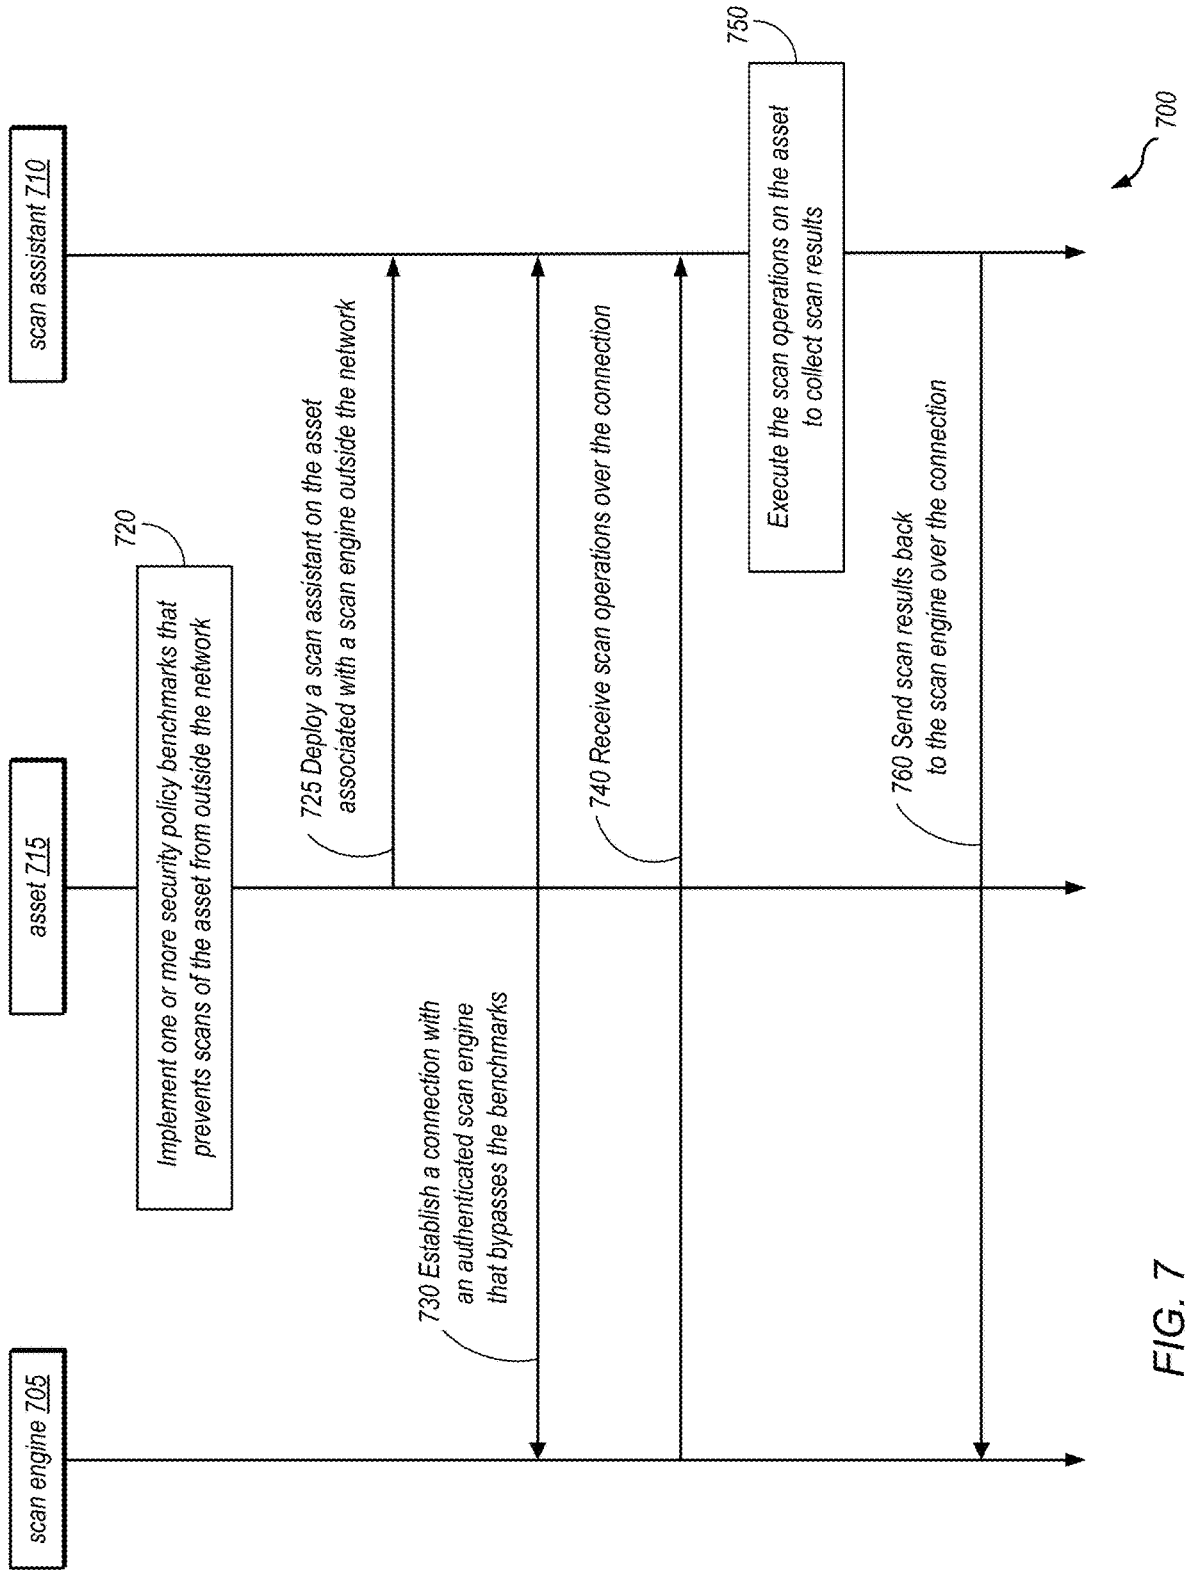 scan engine 705
asset 715
scan assistant 710
720
Implement one or more security policy benchmarks that
prevents scans of the asset from outside the network
725 Deploy a scan assistant on the asset
associated with a scan engine outside the network
730 Establish a connection with
an authenticated scan engine
that bypasses the benchmarks
740 Receive scan operations over the connection
750
Execute the scan operations on the asset
to collect scan results
760 Send scan results back
to the scan engine over the connection
700
FIG. 7